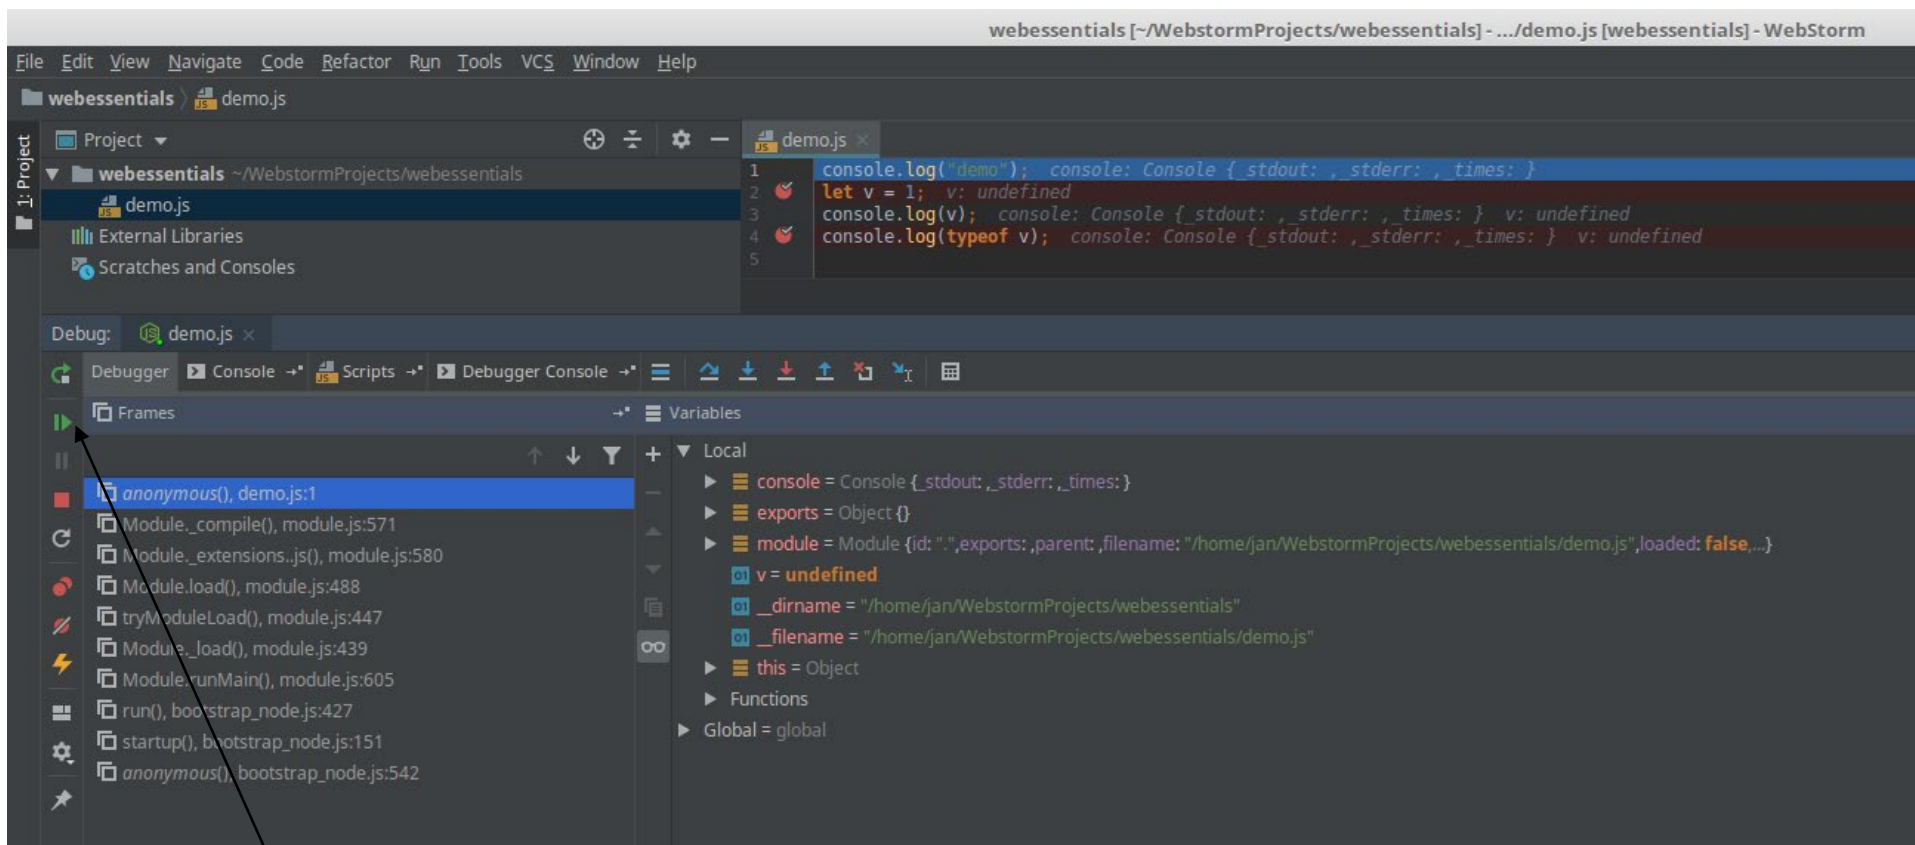 webessentials [~/WebstormProjects/webessentials] - .../demo.js [webessentials] - WebStorm
File Edit View Navigate Code Refactor Run Tools VCS Window Help
webessentials demo.js
1: Project
Project
webessentials ~/WebstormProjects/webessentials
demo.js
External Libraries
Scratches and Consoles
demo.js
1 console.log("demo"); console: Console {_stdout: ,_stderr: ,_times: }
2 let v = 1; v: undefined
3 console.log(v); console: Console {_stdout: ,_stderr: ,_times: } v: undefined
4 console.log(typeof v); console: Console {_stdout: ,_stderr: ,_times: } v: undefined
5
Debug: demo.js
Debugger Console Scripts Debugger Console
Frames
anonymous(), demo.js:1
Module._compile(), module.js:571
Module._extensions..js(), module.js:580
Module.load(), module.js:488
tryModuleLoad(), module.js:447
Module._load(), module.js:439
Module.runMain(), module.js:605
run(), bootstrap_node.js:427
startup(), bootstrap_node.js:151
anonymous(), bootstrap_node.js:542
Variables
Local
console = Console {_stdout: ,_stderr: ,_times: }
exports = Object {}
module = Module {id: ".",exports: ,parent: ,filename: "/home/jan/WebstormProjects/webessentials/demo.js",loaded: false,...}
v = undefined
__dirname = "/home/jan/WebstormProjects/webessentials"
__filename = "/home/jan/WebstormProjects/webessentials/demo.js"
this = Object
Functions
Global = global